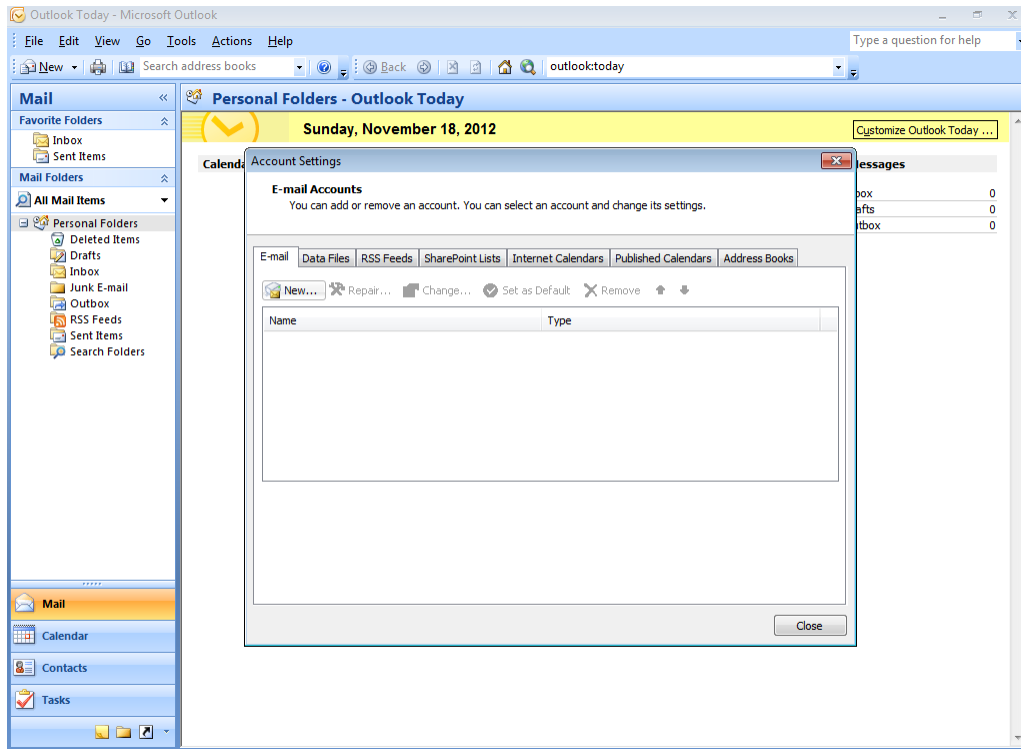 Outlook Today - Microsoft Outlook
File Edit View Go Tools Actions Help
Type a question for help
New Search address books Back outlook:today
Mail
Favorite Folders
Inbox
Sent Items
Mail Folders
All Mail Items
Personal Folders
Deleted Items
Drafts
Inbox
Junk E-mail
Outbox
RSS Feeds
Sent Items
Search Folders
Mail
Calendar
Contacts
Tasks
Personal Folders - Outlook Today
Sunday, November 18, 2012
Customize Outlook Today ...
Calenda
essages
box 0
afts 0
tbox 0
Account Settings
E-mail Accounts
You can add or remove an account. You can select an account and change its settings.
E-mail Data Files RSS Feeds SharePoint Lists Internet Calendars Published Calendars Address Books
New... Repair... Change... Set as Default Remove
Name Type
Close